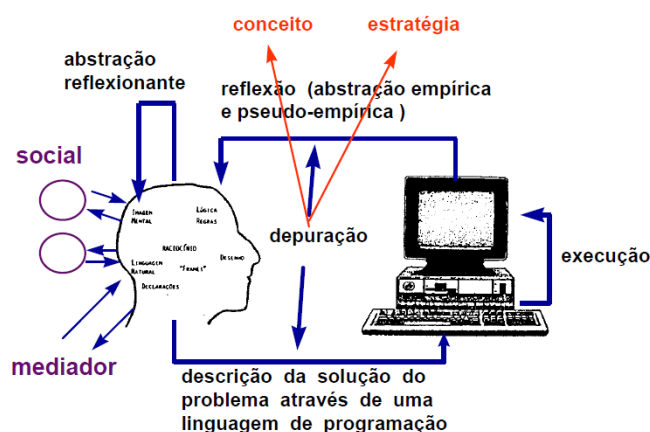 conceito
estratégia
abstração
reflexionante
reflexão (abstração empírica
e pseudo-empírica )
social
IMAGEM
MENTAL
LÓGICA
REGRAS
RACIOCÍNIO
DESENHO
LINGUAGEM
NATURAL
"FRAMES"
DECLARAÇÕES
depuração
execução
mediador
descrição da solução do
problema através de uma
linguagem de programação